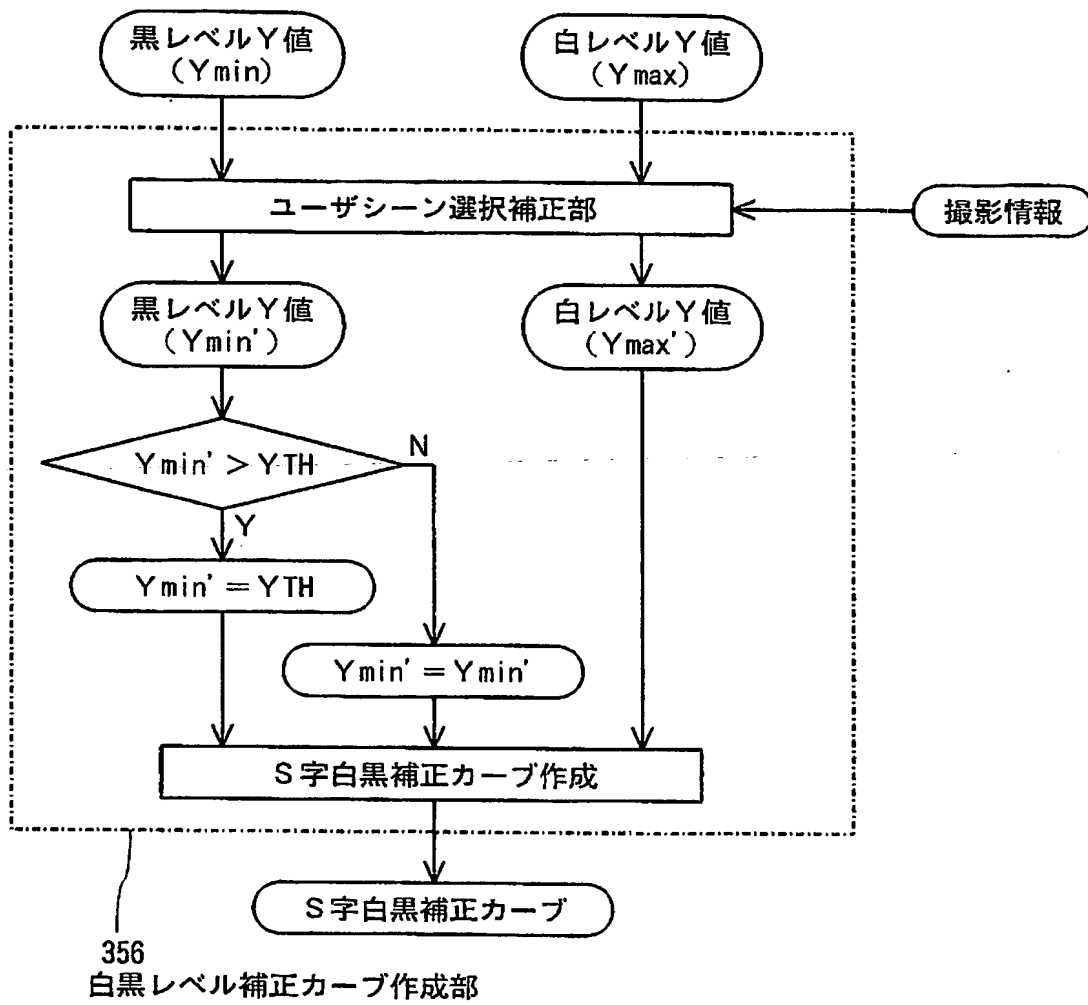 黒レベルY値
(Ymin)
白レベルY値
(Ymax)
ユーザシーン選択補正部
撮影情報
黒レベルY値
(Ymin')
白レベルY値
(Ymax')
Ymin' > YTH
N
Y
Ymin' = YTH
Ymin' = Ymin'
S字白黒補正カーブ作成
S字白黒補正カーブ
356
白黒レベル補正カーブ作成部